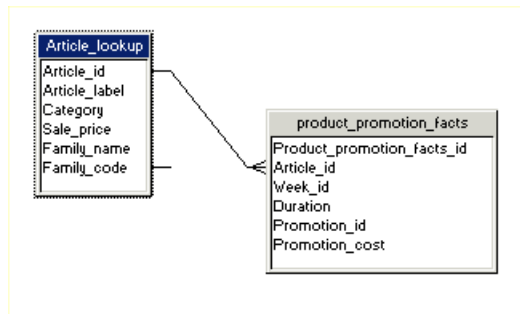 Article_lookup
Article_id
Article_label
Category
Sale_price
Family_name
Family_code
product_promotion_facts
Product_promotion_facts_id
Article_id
Week_id
Duration
Promotion_id
Promotion_cost